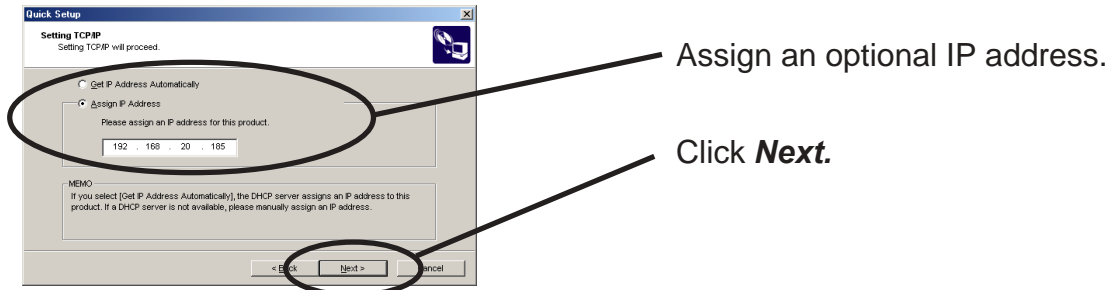 Quick Setup
Setting TCP/IP
Setting TCP/IP will proceed.
Get IP Address Automatically
Assign IP Address
Please assign an IP address for this product.
192 . 168 . 20 . 185
MEMO
If you select [Get IP Address Automatically], the DHCP server assigns an IP address to this
product. If a DHCP server is not available, please manually assign an IP address.
< Back Next > Cancel
Assign an optional IP address.
Click Next.